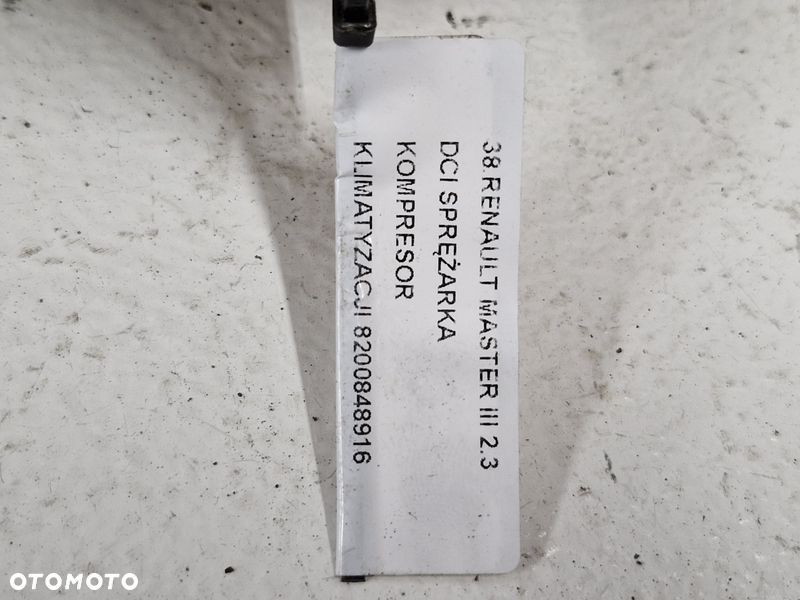 38.RENAULT MASTER III 2.3
DCI SPRĘŻARKA
KOMPRESOR
KLIMATYZACJI 8200848916
OTOMOTO